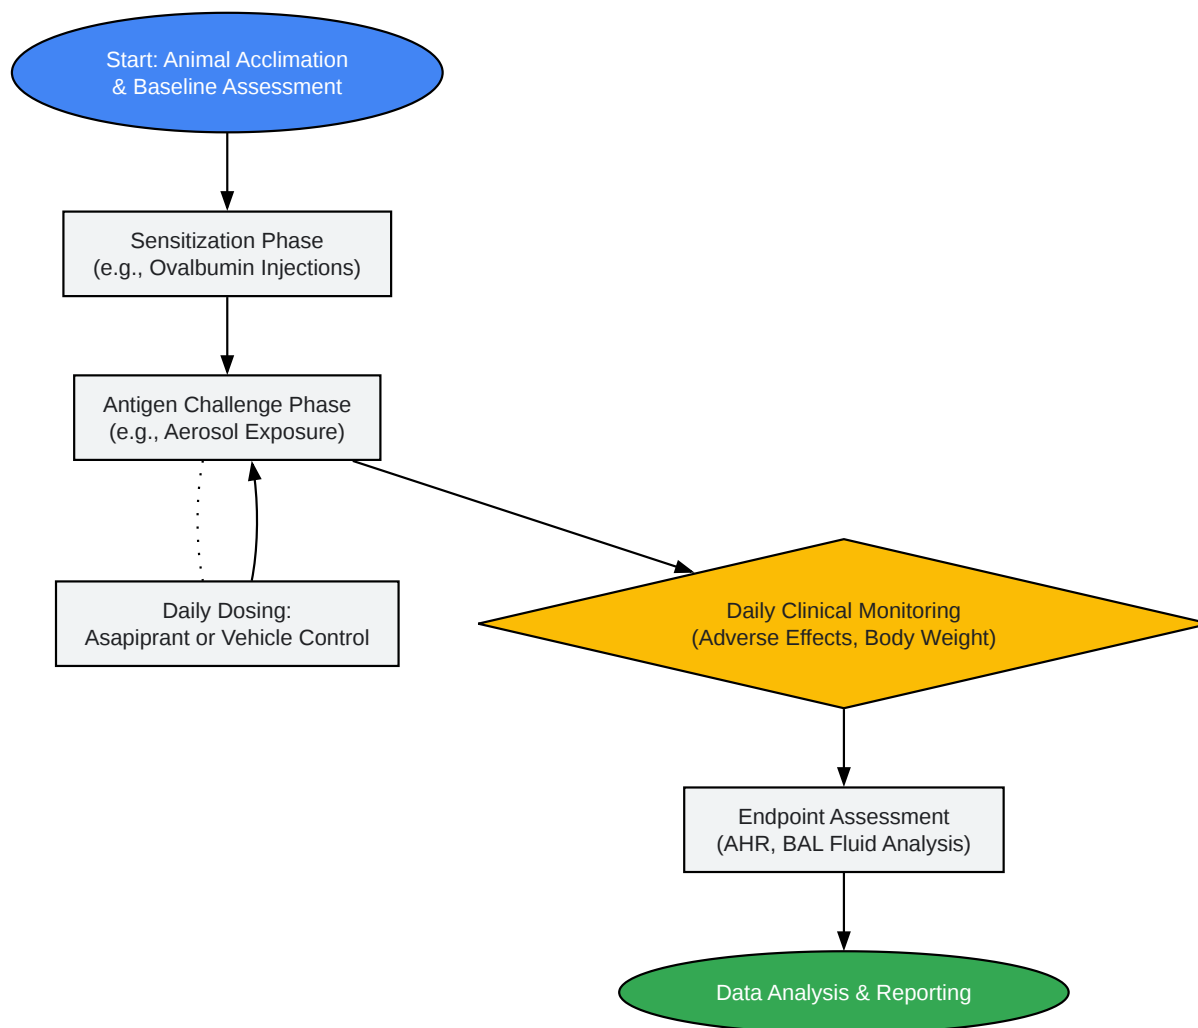 Start: Animal Acclimation
& Baseline Assessment
Sensitization Phase
(e.g., Ovalbumin Injections)
Antigen Challenge Phase
(e.g., Aerosol Exposure)
Daily Dosing:
Asapiprant or Vehicle Control
Daily Clinical Monitoring
(Adverse Effects, Body Weight)
Endpoint Assessment
(AHR, BAL Fluid Analysis)
Data Analysis & Reporting